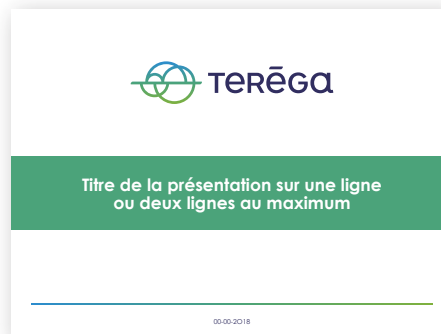 TERĒGA
Titre de la présentation sur une ligne
ou deux lignes au maximum
00-00-2018